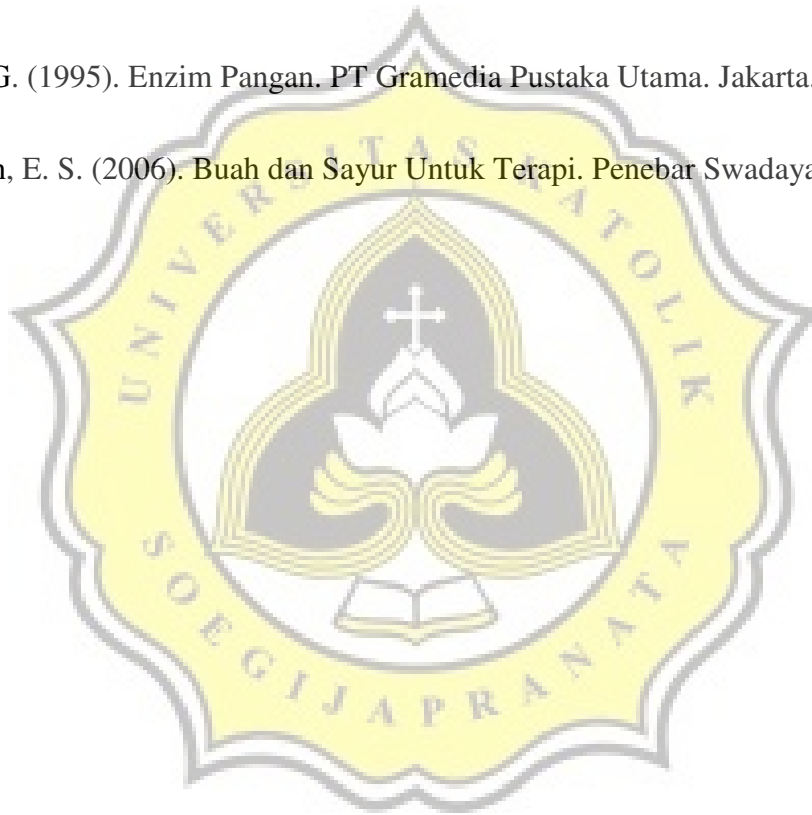 G. (1995). Enzim Pangan. PT Gramedia Pustaka Utama. Jakarta.
, E. S. (2006). Buah dan Sayur Untuk Terapi. Penebar Swadaya
UNIVERSITAS KATOLIK
SOEGIJAPRANATA